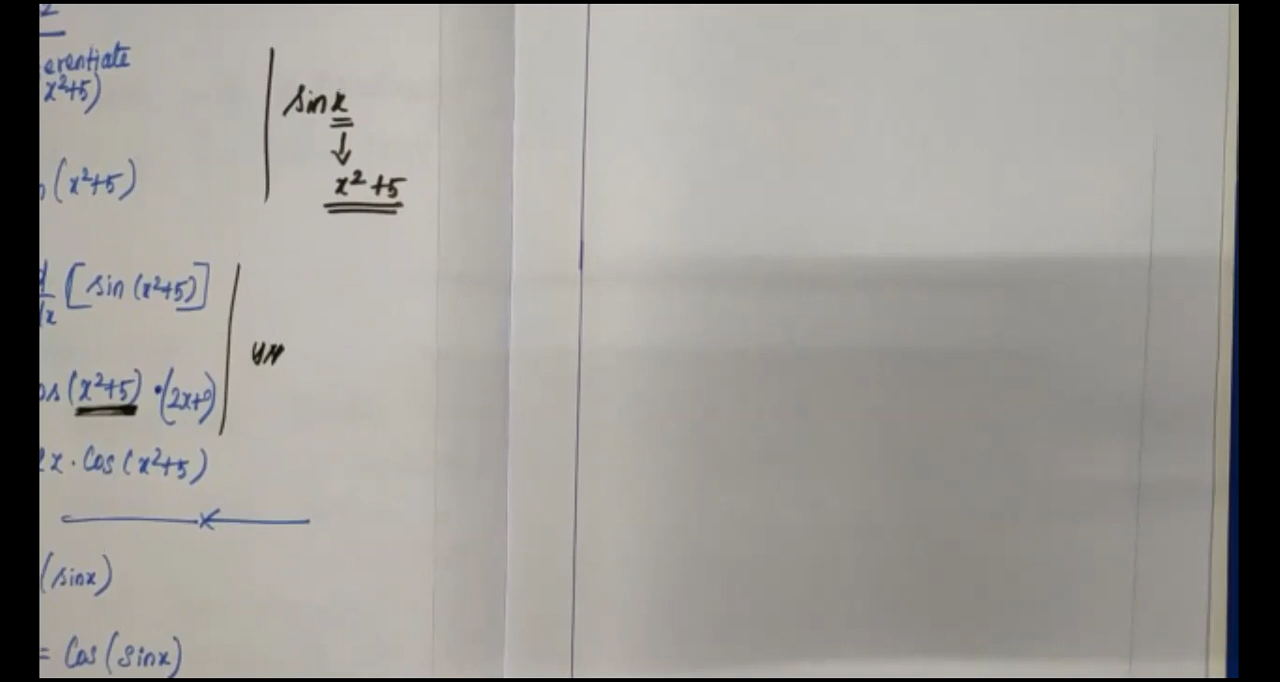 erentiate
x²+5)
sin x
↓
x² + 5
(x²+5)
[sin (x²+5)]
(x²+5) · (2x+0)
2x · Cos (x²+5)
(sinx)
= Cos (sinx)